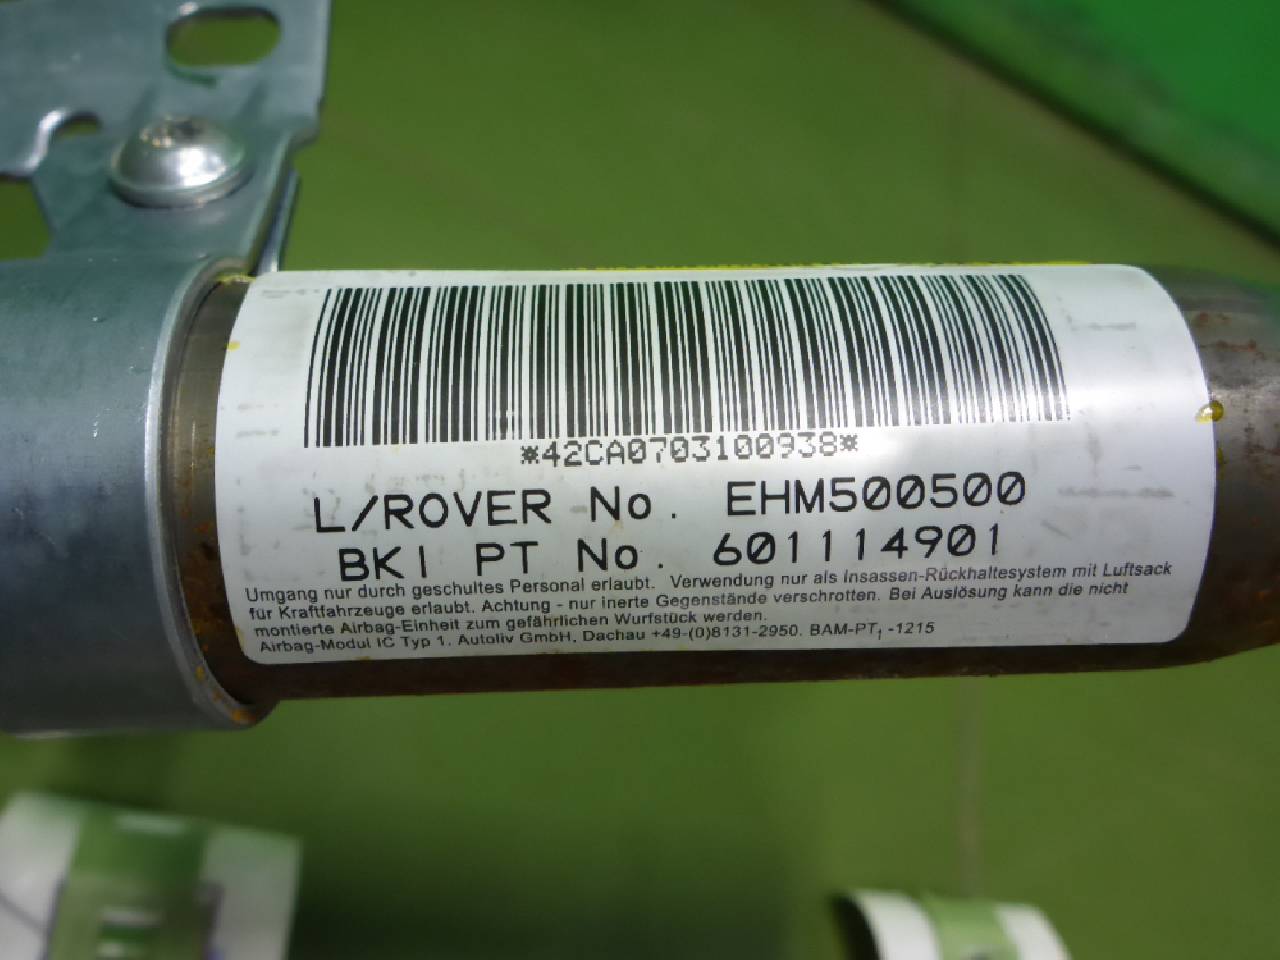 *42CA0703100938*
L/ROVER No. EHM500500
BKI PT No. 601114901
Umgang nur durch geschultes Personal erlaubt. Verwendung nur als Insassen-Rückhaltesystem mit Luftsack
für Kraftfahrzeuge erlaubt. Achtung - nur inerte Gegenstände verschrotten. Bei Auslösung kann die nicht
montierte Airbag-Einheit zum gefährlichen Wurfstück werden.
Airbag-Modul IC Typ 1. Autoliv GmbH, Dachau +49-(0)8131-2950. BAM-PT₁ -1215